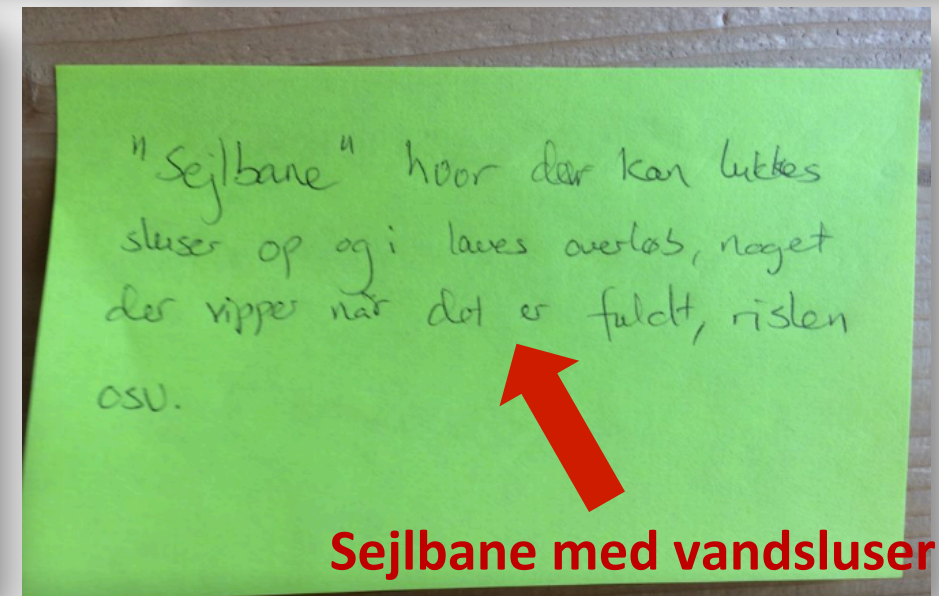 "Sejlbane" hvor der kan lukkes
sluser op og i laves overløb, noget
der vipper når det er fuldt, rislen
osv.
Sejlbane med vandsluser